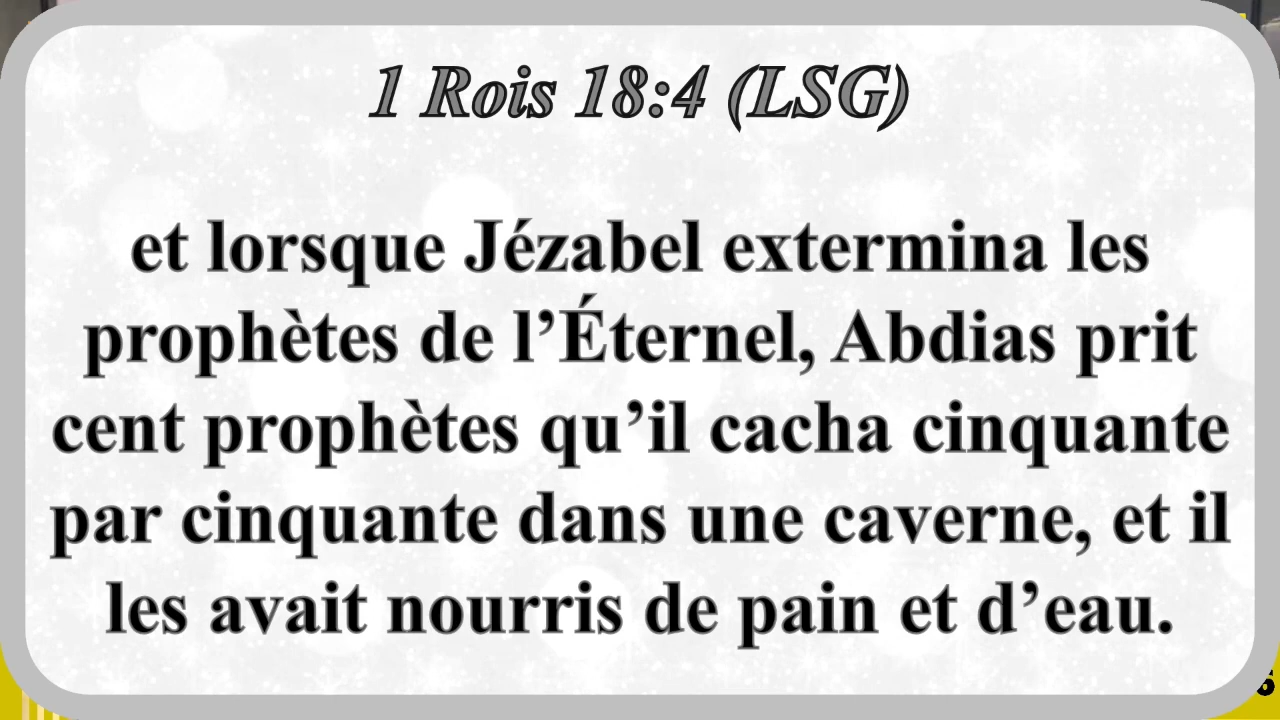 1 Rois 18:4 (LSG)
et lorsque Jézabel extermina les
prophètes de l’Éternel, Abdias prit
cent prophètes qu’il cacha cinquante
par cinquante dans une caverne, et il
les avait nourris de pain et d’eau.